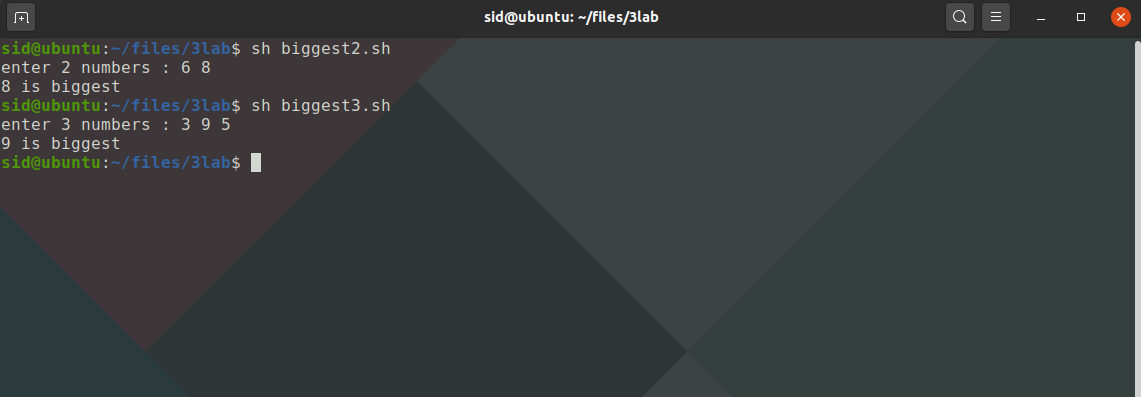 sid@ubuntu: ~/files/3lab
sid@ubuntu:~/files/3lab$ sh biggest2.sh
enter 2 numbers : 6 8
8 is biggest
sid@ubuntu:~/files/3lab$ sh biggest3.sh
enter 3 numbers : 3 9 5
9 is biggest
sid@ubuntu:~/files/3lab$